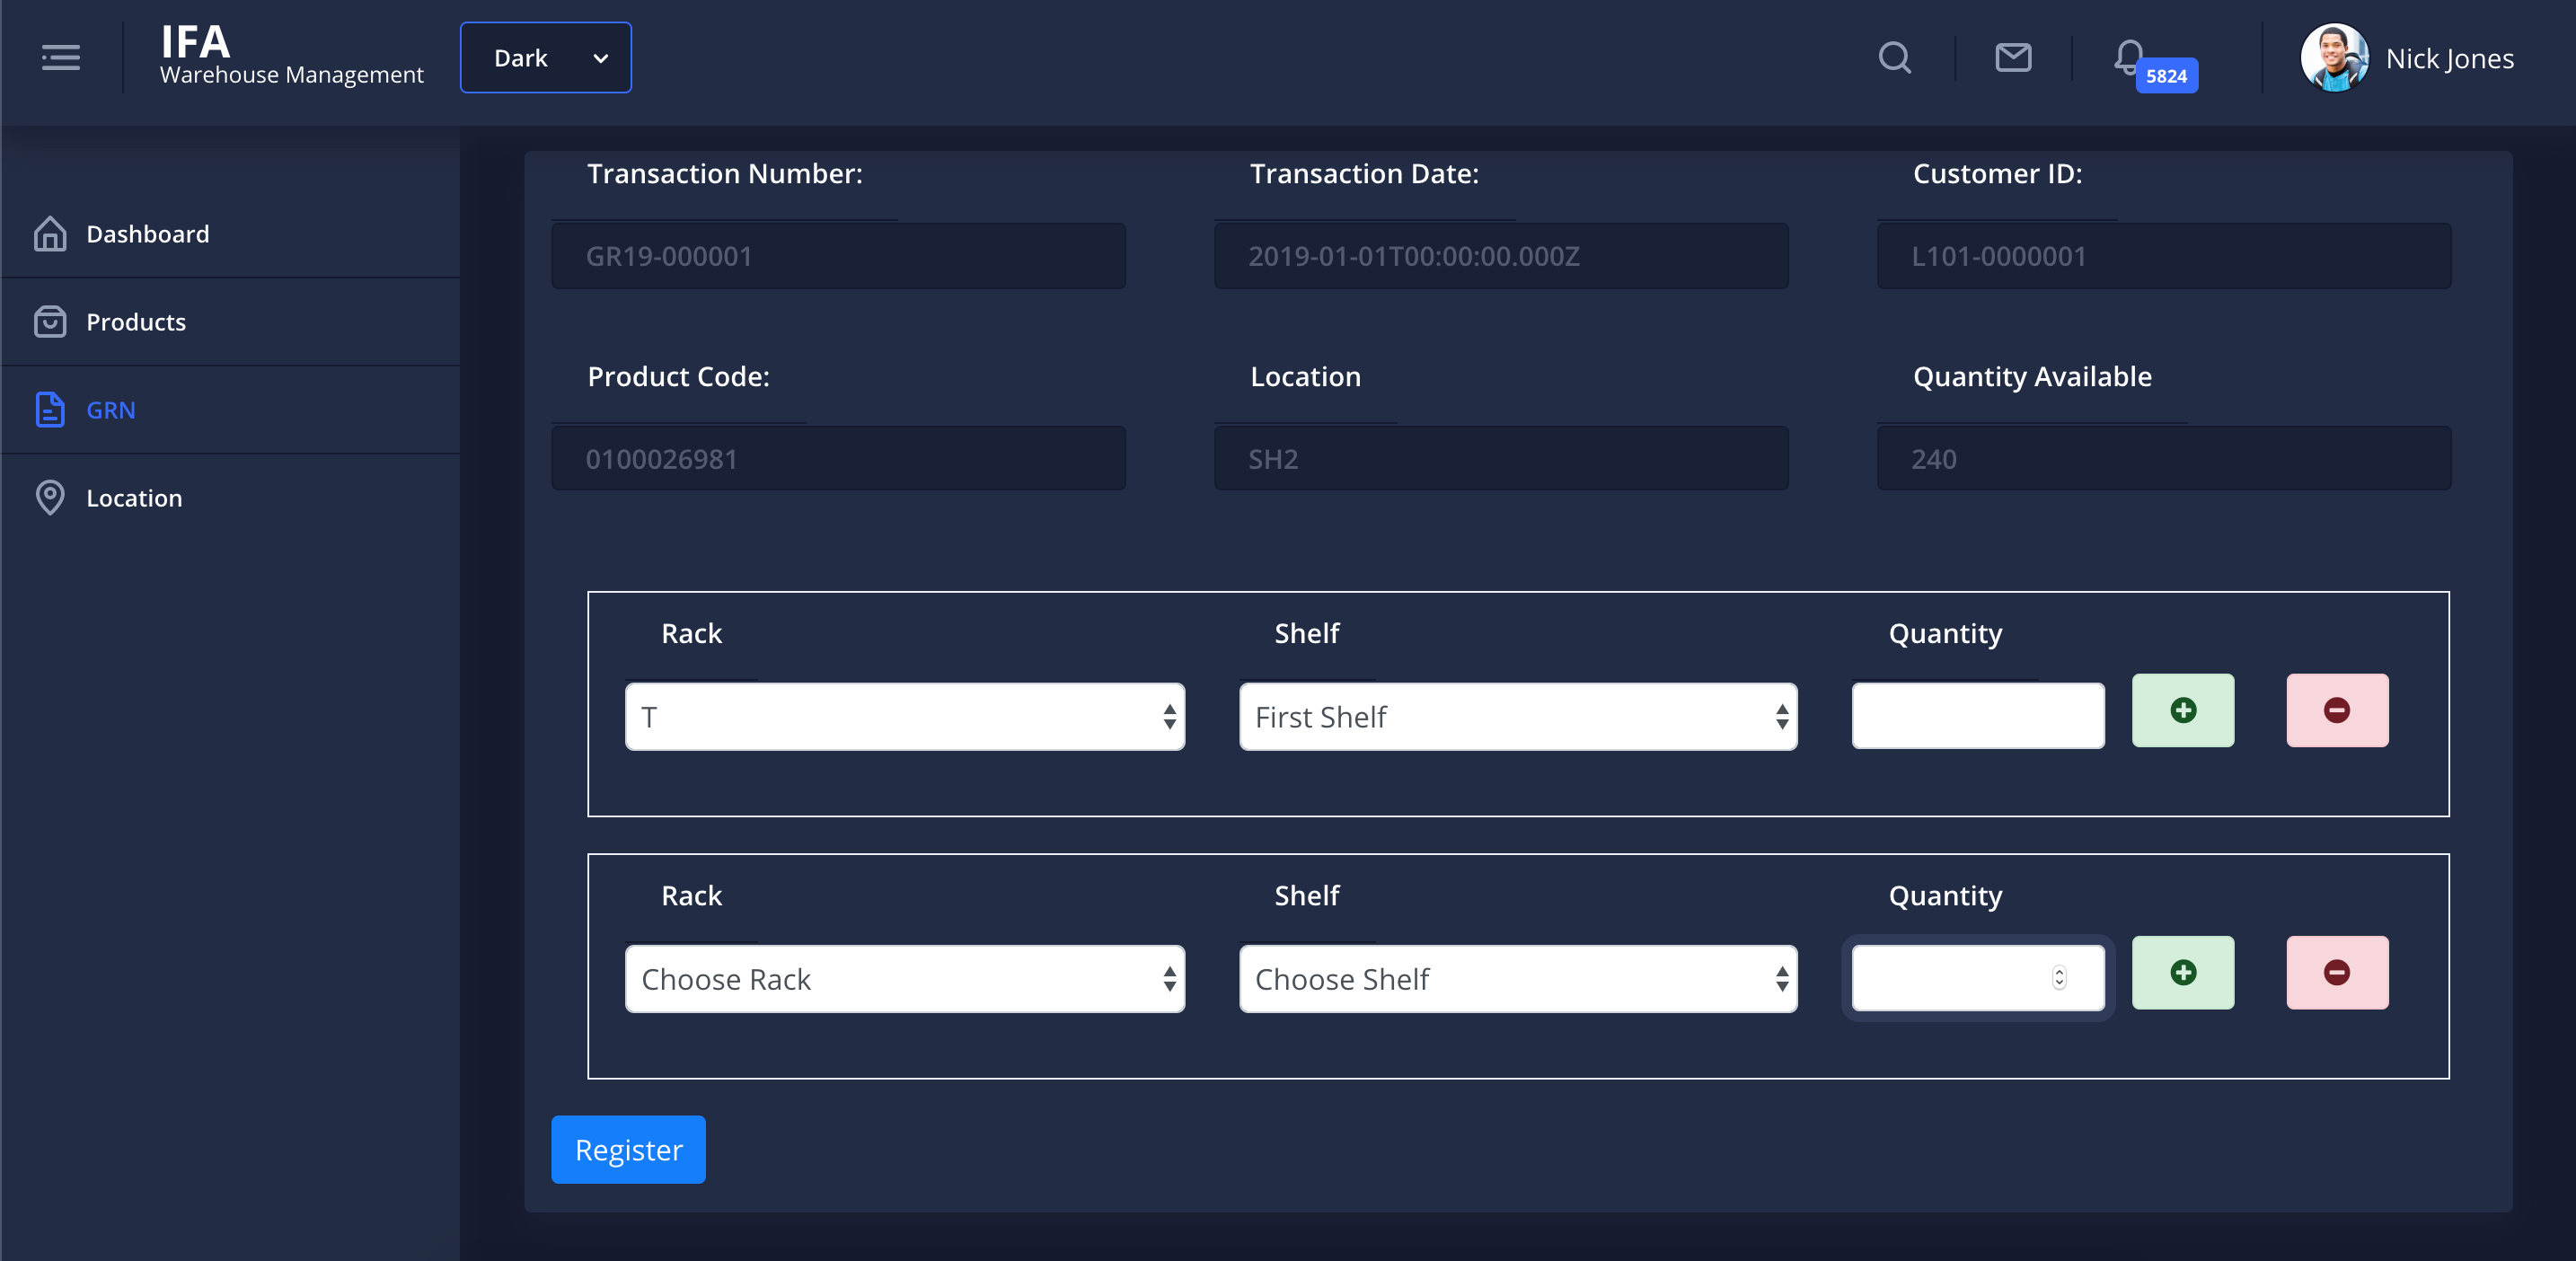 IFA
Warehouse Management
Dark
5824
Nick Jones
Dashboard
Products
GRN
Location
Transaction Number:
Transaction Date:
Customer ID:
GR19-000001
2019-01-01T00:00:00.000Z
L101-0000001
Product Code:
Location
Quantity Available
0100026981
SH2
240
Rack
Shelf
Quantity
T
First Shelf
Rack
Shelf
Quantity
Choose Rack
Choose Shelf
Register